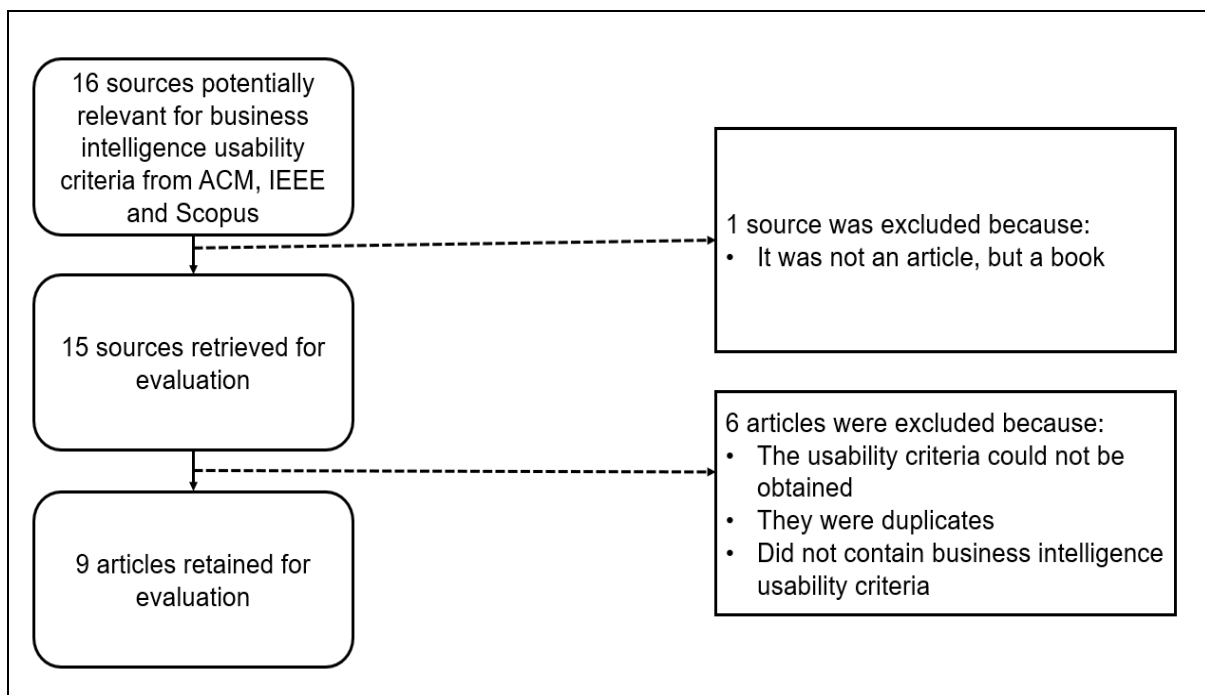 16 sources potentially
relevant for business
intelligence usability
criteria from ACM, IEEE
and Scopus
1 source was excluded because:
• It was not an article, but a book
15 sources retrieved for
evaluation
6 articles were excluded because:
• The usability criteria could not be
obtained
• They were duplicates
• Did not contain business intelligence
usability criteria
9 articles retained for
evaluation